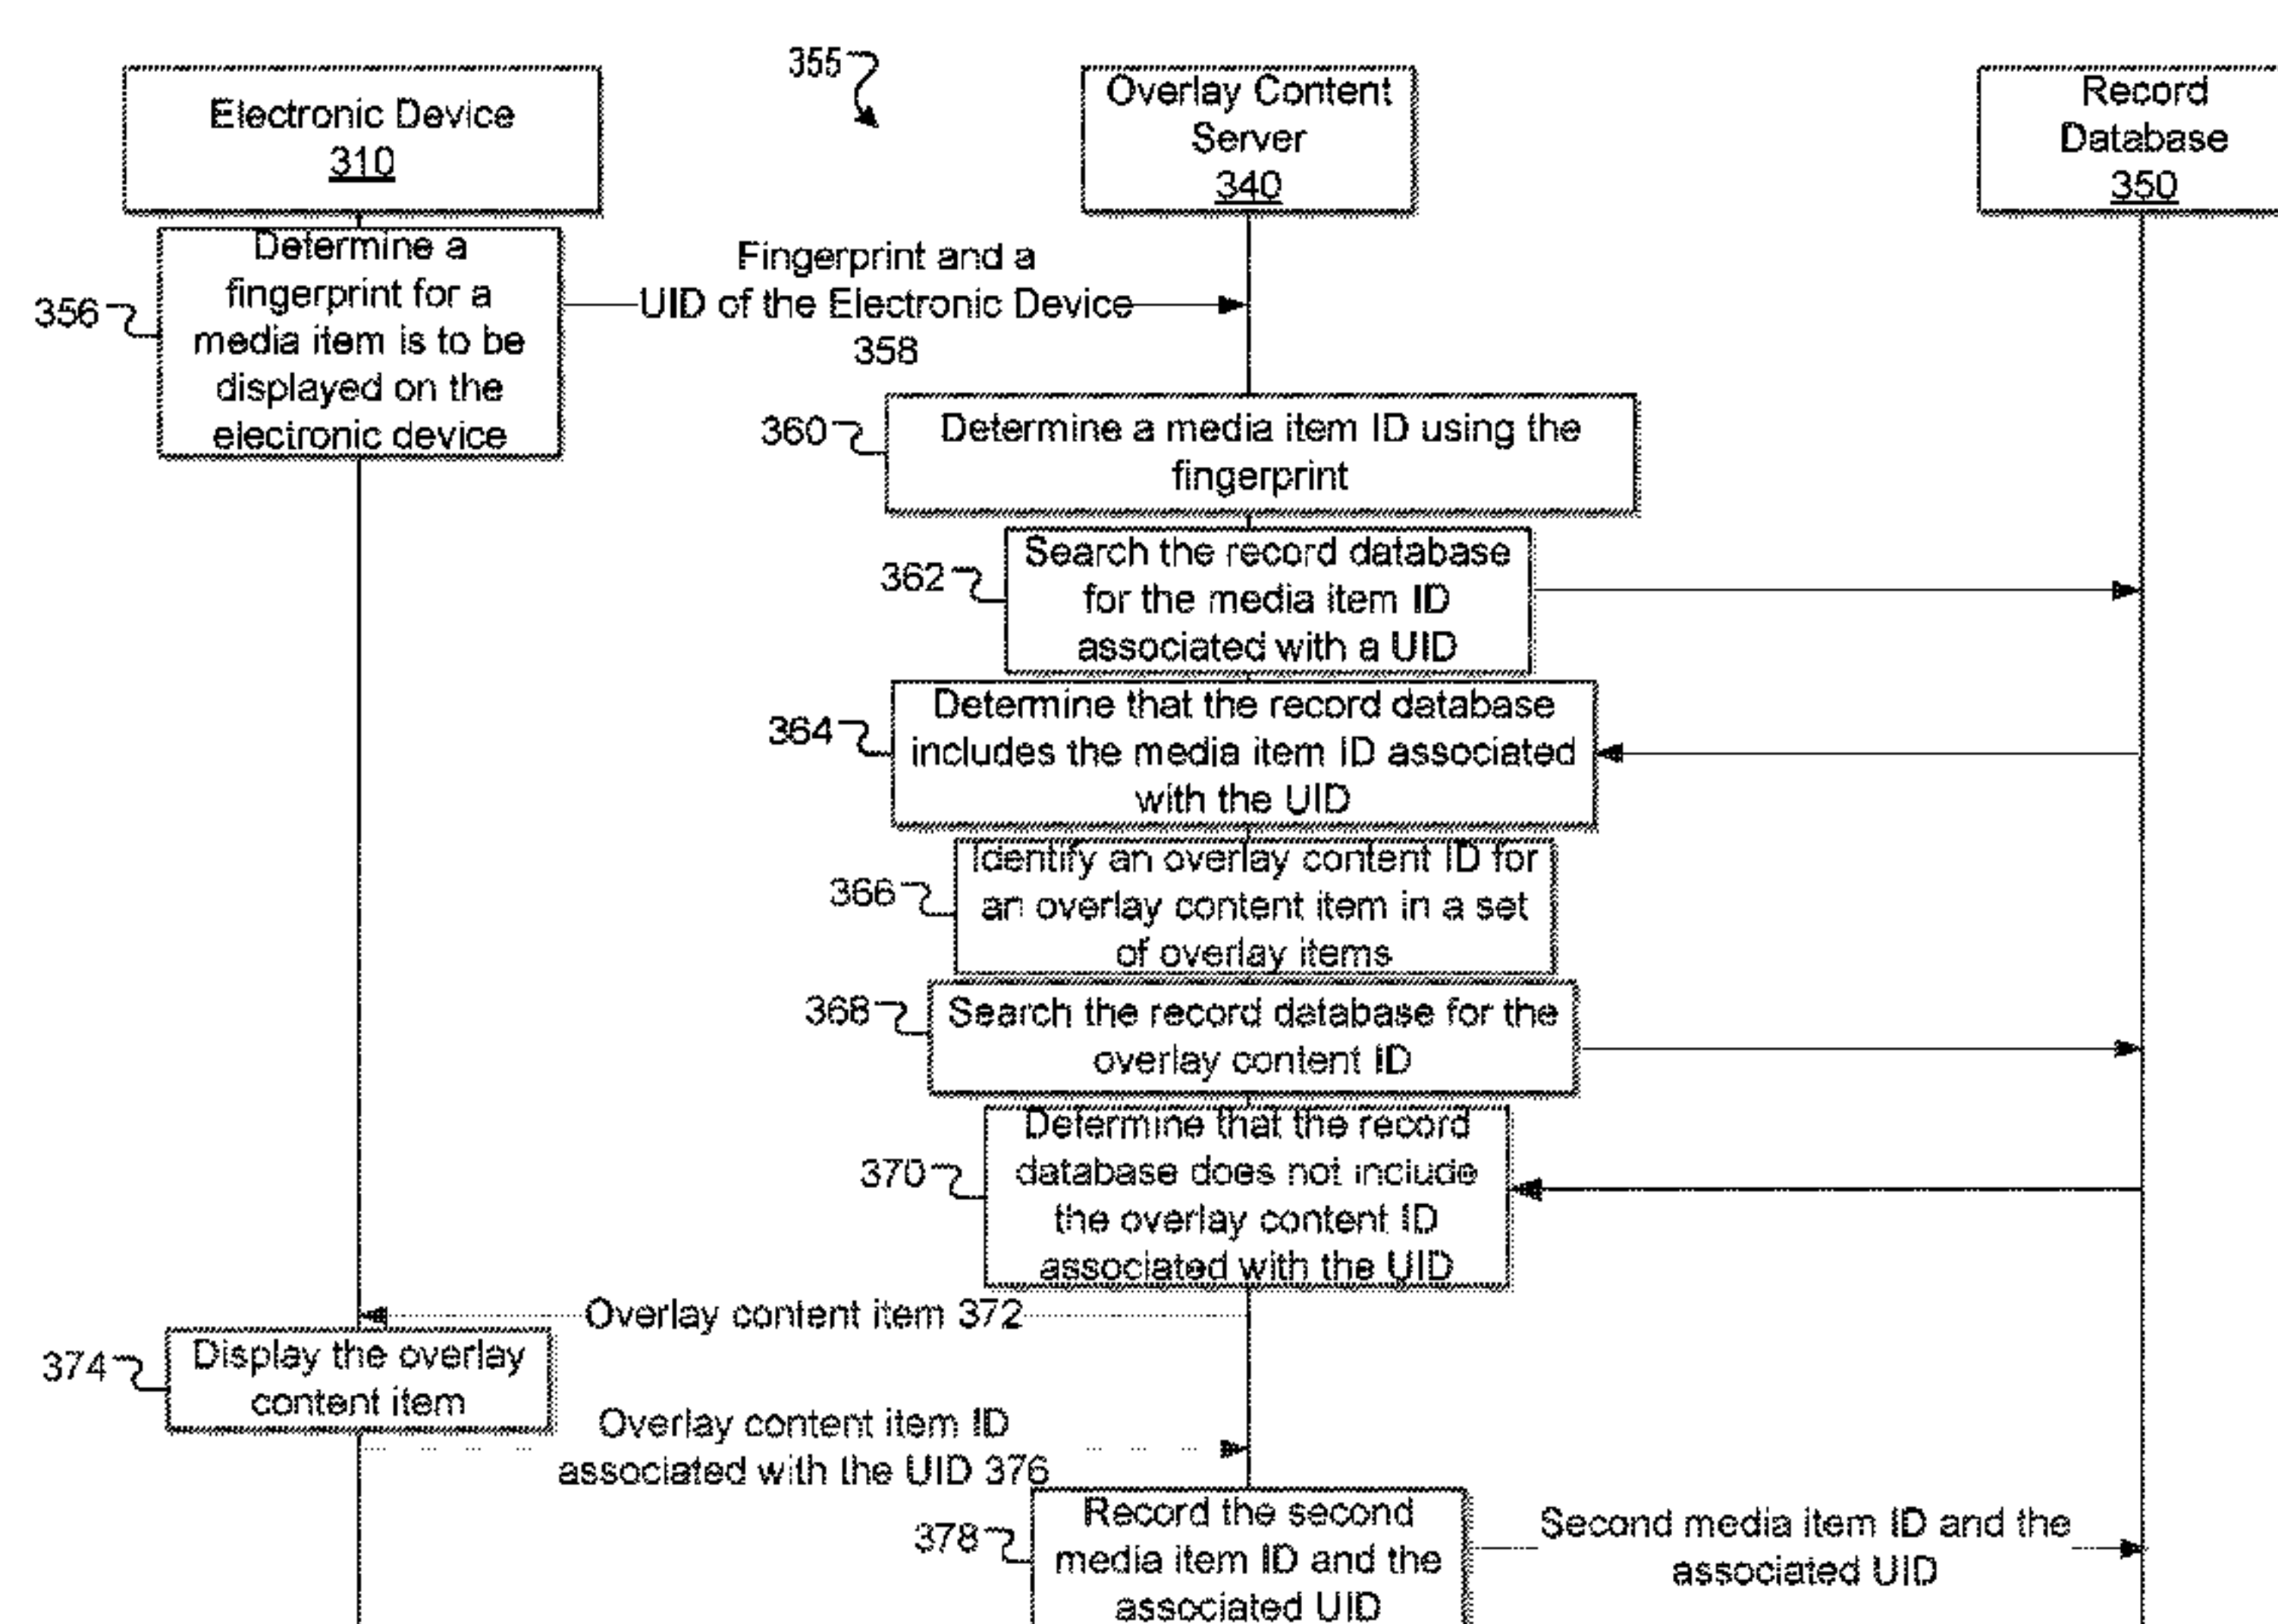 355
Electronic Device
310
Overlay Content
Server
340
Record
Database
350
356
Determine a
fingerprint for a
media item is to be
displayed on the
electronic device
Fingerprint and a
UID of the Electronic Device
358
360
Determine a media item ID using the
fingerprint
362
Search the record database
for the media item ID
associated with a UID
364
Determine that the record database
includes the media item ID associated
with the UID
366
Identify an overlay content ID for
an overlay content item in a set
of overlay items
368
Search the record database for the
overlay content ID
370
Determine that the record
database does not include
the overlay content ID
associated with the UID
Overlay content item 372
374
Display the overlay
content item
Overlay content item ID
associated with the UID 376
378
Record the second
media item ID and the
associated UID
Second media item ID and the
associated UID